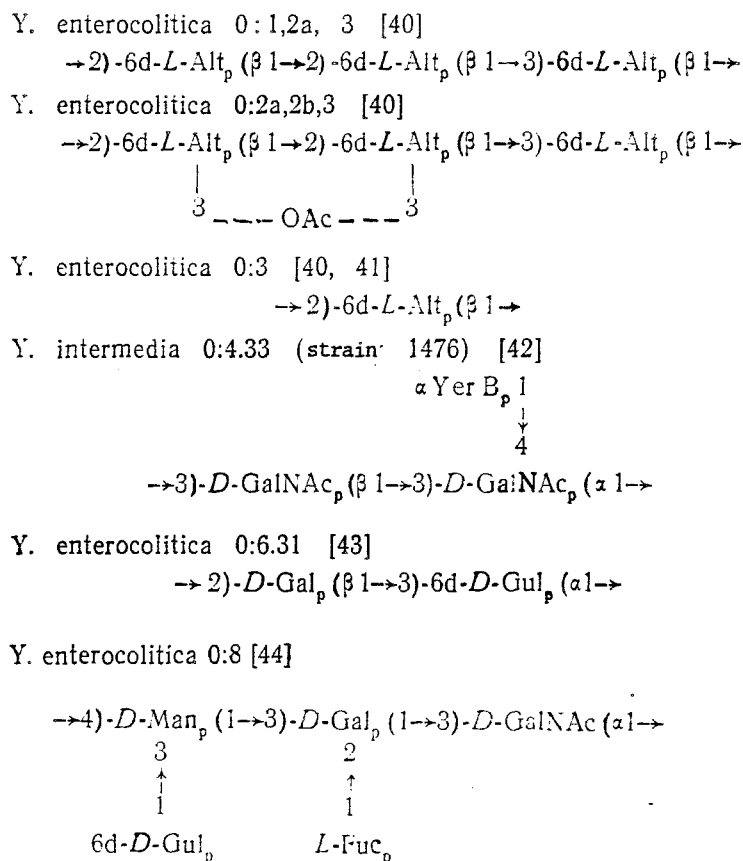 Y. enterocolitica 0:1,2a, 3 [40]
→2)-6d-L-Altp (β 1→2)-6d-L-Altp (β 1→3)-6d-L-Altp (β 1→
Y. enterocolitica 0:2a,2b,3 [40]
→2)-6d-L-Altp (β 1→2)-6d-L-Altp (β 1→3)-6d-L-Altp (β 1→
3 --- OAc --- 3
Y. enterocolitica 0:3 [40, 41]
→2)-6d-L-Altp (β 1→
Y. intermedia 0:4.33 (strain 1476) [42]
α Yer Bp 1
↓
4
→3)-D-GalNAcp (β 1→3)-D-GalNAcp (α 1→
Y. enterocolitica 0:6.31 [43]
→ 2)-D-Galp (β 1→3)-6d-D-Gulp (α1→
Y. enterocolitica 0:8 [44]
→4)-D-Manp (1→3)-D-Galp (1→3)-D-GalNAc (α1→
3 2
↑ ↑
1 1
6d-D-Gulp L-Fucp